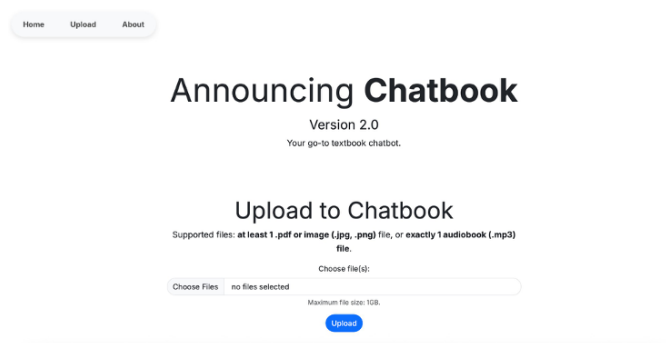 Home Upload About
Announcing Chatbook
Version 2.0
Your go-to textbook chatbot.
Upload to Chatbook
Supported files: at least 1 .pdf or image (.jpg, .png) file, or exactly 1 audiobook (.mp3)
file.
Choose file(s):
Choose Files no files selected
Maximum file size: 1GB.
Upload